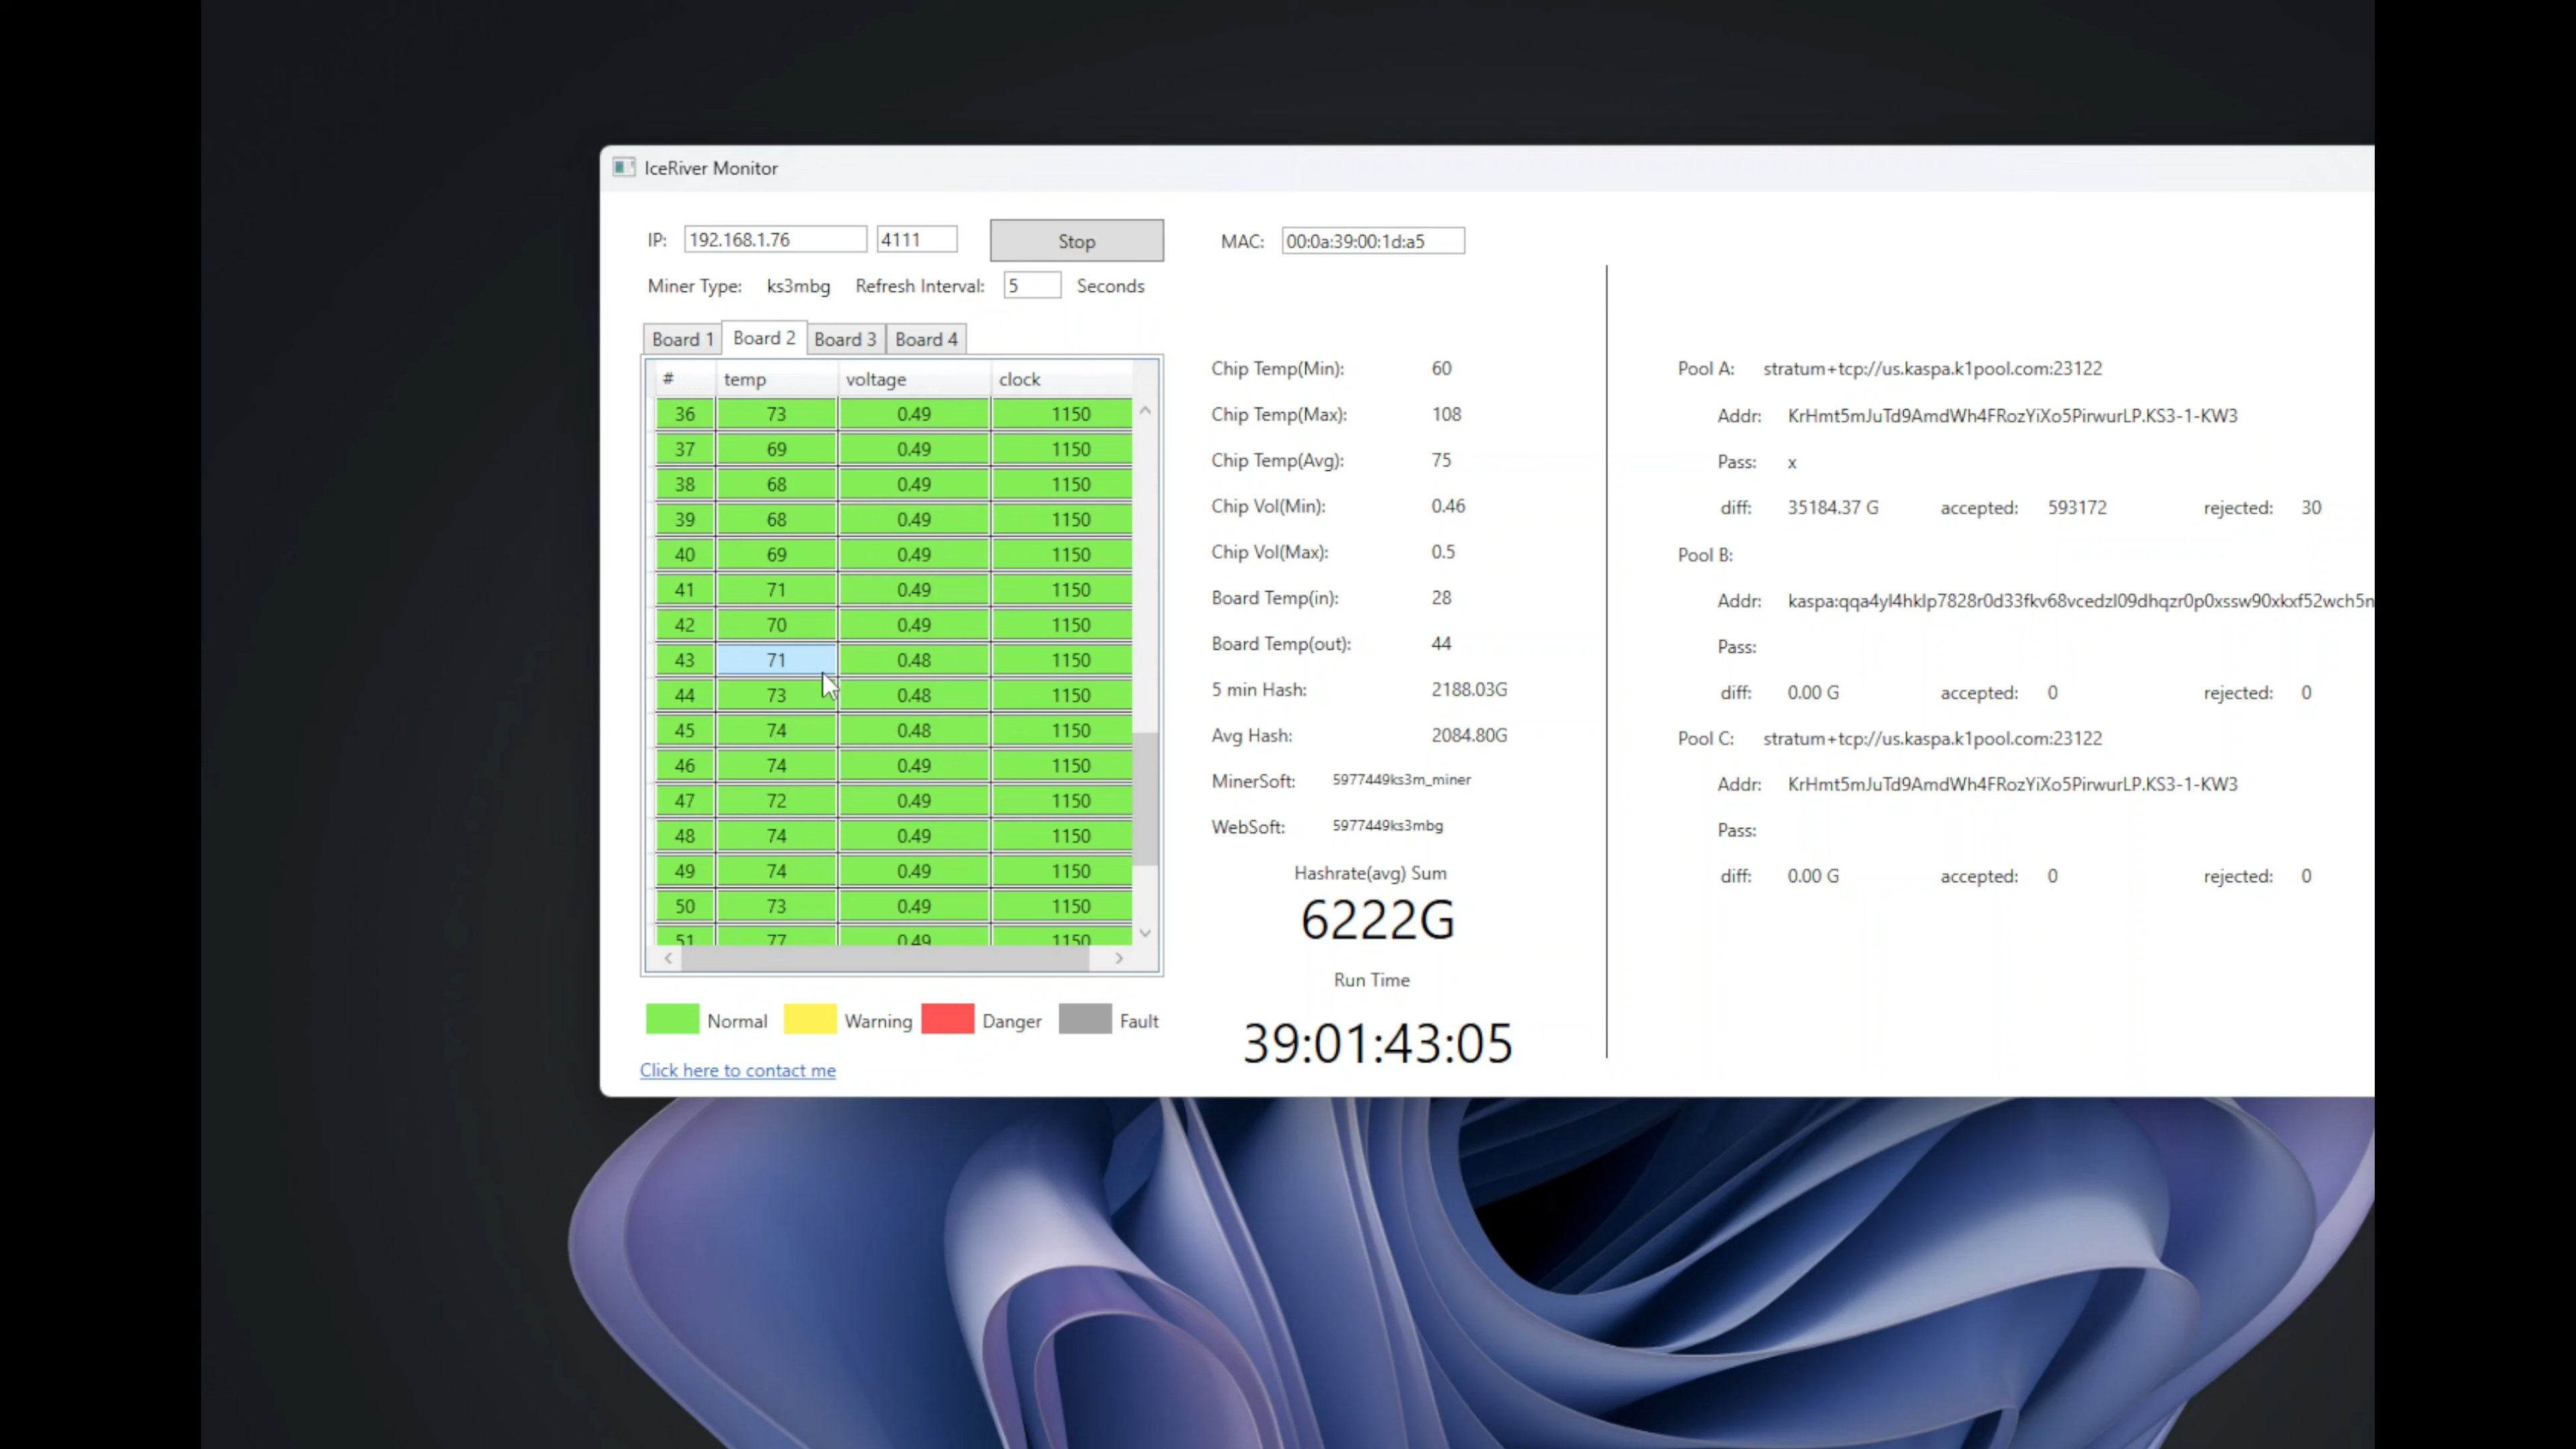 IceRiver Monitor
IP: 192.168.1.76 4111 Stop MAC: 00:0a:39:00:1d:a5
Miner Type: ks3mbg Refresh Interval: 5 Seconds
Board 1 Board 2 Board 3 Board 4
# temp voltage clock
36 73 0.49 1150
37 69 0.49 1150
38 68 0.49 1150
39 68 0.49 1150
40 69 0.49 1150
41 71 0.49 1150
42 70 0.49 1150
43 71 0.48 1150
44 73 0.48 1150
45 74 0.48 1150
46 74 0.49 1150
47 72 0.49 1150
48 74 0.49 1150
49 74 0.49 1150
50 73 0.49 1150
51 77 0.49 1150
Normal Warning Danger Fault
Click here to contact me
Chip Temp(Min): 60
Chip Temp(Max): 108
Chip Temp(Avg): 75
Chip Vol(Min): 0.46
Chip Vol(Max): 0.5
Board Temp(in): 28
Board Temp(out): 44
5 min Hash: 2188.03G
Avg Hash: 2084.80G
MinerSoft: 5977449ks3m_miner
WebSoft: 5977449ks3mbg
Hashrate(avg) Sum
6222G
Run Time
39:01:43:05
Pool A: stratum+tcp://us.kaspa.k1pool.com:23122
Addr: KrHmt5mJuTd9AmdWh4FRozYiXo5PirwurLP.KS3-1-KW3
Pass: x
diff: 35184.37 G accepted: 593172 rejected: 30
Pool B:
Addr: kaspa:qqa4yl4hklp7828r0d33fkv68vcedzl09dhqzr0p0xssw90xkxf52wch5n
Pass:
diff: 0.00 G accepted: 0 rejected: 0
Pool C: stratum+tcp://us.kaspa.k1pool.com:23122
Addr: KrHmt5mJuTd9AmdWh4FRozYiXo5PirwurLP.KS3-1-KW3
Pass:
diff: 0.00 G accepted: 0 rejected: 0